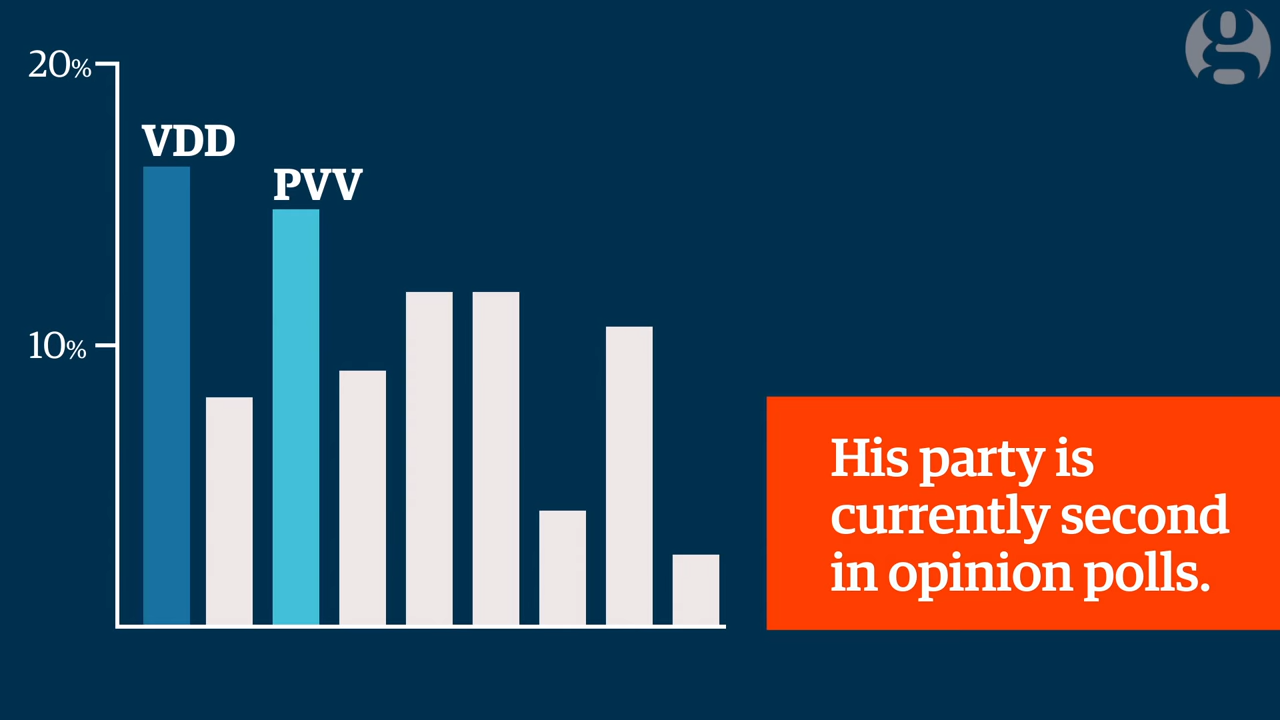 20%
VDD
PVV
10%
His party is
currently second
in opinion polls.
g